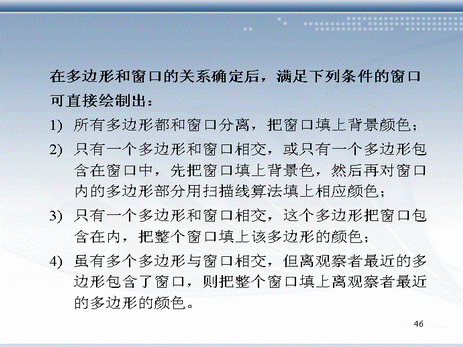 在多边形和窗口的关系确定后，满足下列条件的窗口
可直接绘制出：
1) 所有多边形都和窗口分离，把窗口填上背景颜色；
2) 只有一个多边形和窗口相交，或只有一个多边形包
含在窗口中，先把窗口填上背景色，然后再对窗口
内的多边形部分用扫描线算法填上相应颜色；
3) 只有一个多边形和窗口相交，这个多边形把窗口包
含在内，把整个窗口填上该多边形的颜色；
4) 虽有多个多边形与窗口相交，但离观察者最近的多
边形包含了窗口，则把整个窗口填上离观察者最近
的多边形的颜色。
46